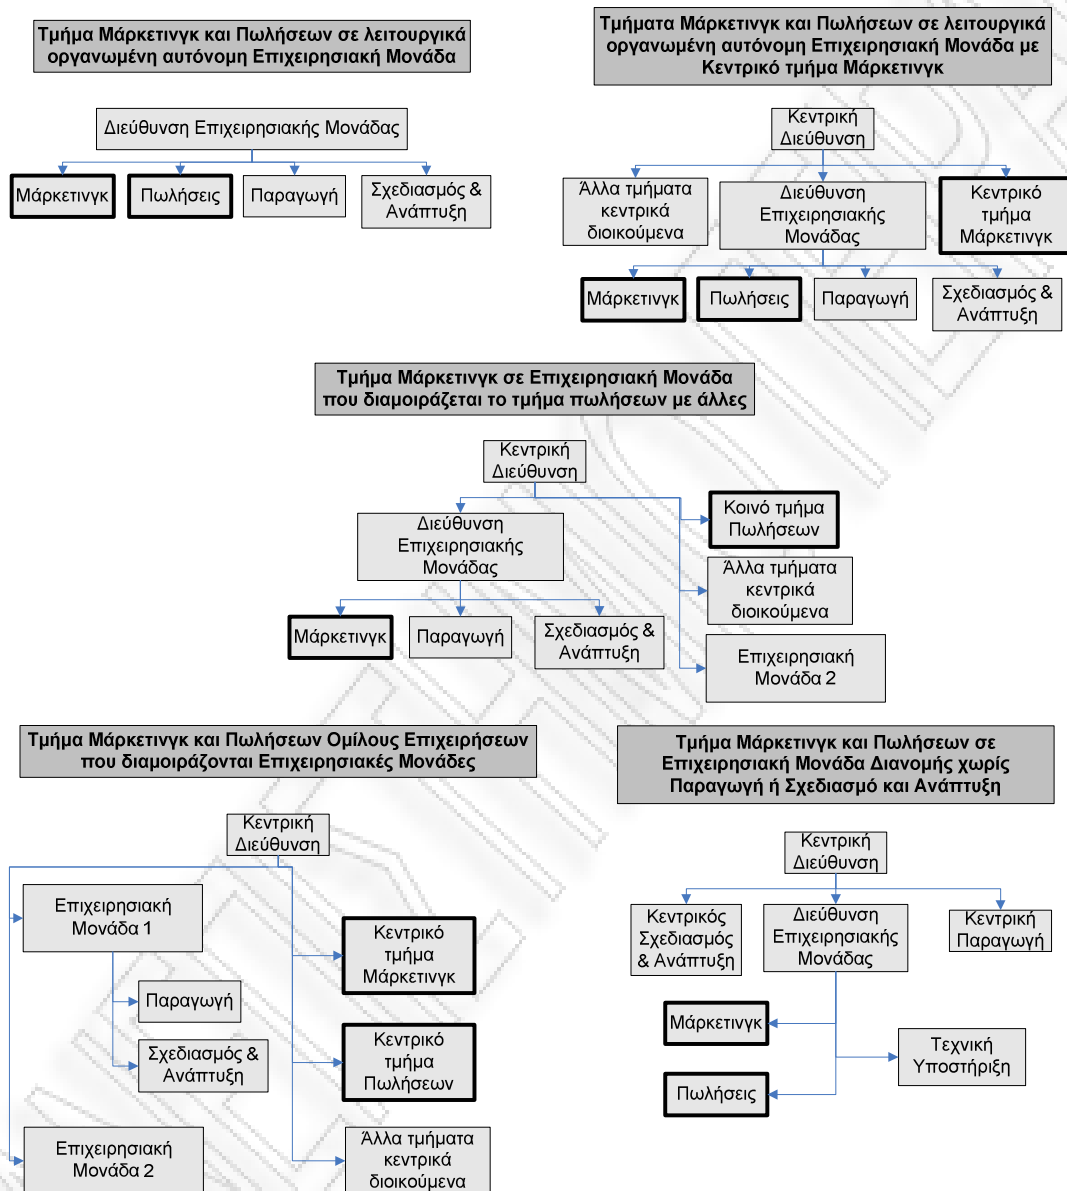 Τμήμα Μάρκετινγκ και Πωλήσεων σε λειτουργικά
οργανωμένη αυτόνομη Επιχειρησιακή Μονάδα
Διεύθυνση Επιχειρησιακής Μονάδας
Μάρκετινγκ
Πωλήσεις
Παραγωγή
Σχεδιασμός &
Ανάπτυξη
Τμήματα Μάρκετινγκ και Πωλήσεων σε λειτουργικά
οργανωμένη αυτόνομη Επιχειρησιακή Μονάδα με
Κεντρικό τμήμα Μάρκετινγκ
Κεντρική
Διεύθυνση
Άλλα τμήματα
κεντρικά
διοικούμενα
Διεύθυνση
Επιχειρησιακής
Μονάδας
Κεντρικό
τμήμα
Μάρκετινγκ
Μάρκετινγκ
Πωλήσεις
Παραγωγή
Σχεδιασμός &
Ανάπτυξη
Τμήμα Μάρκετινγκ σε Επιχειρησιακή Μονάδα
που διαμοιράζεται το τμήμα πωλήσεων με άλλες
Κεντρική
Διεύθυνση
Διεύθυνση
Επιχειρησιακής
Μονάδας
Κοινό τμήμα
Πωλήσεων
Άλλα τμήματα
κεντρικά
διοικούμενα
Μάρκετινγκ
Παραγωγή
Σχεδιασμός &
Ανάπτυξη
Επιχειρησιακή
Μονάδα 2
Τμήμα Μάρκετινγκ και Πωλήσεων Ομίλους Επιχειρήσεων
που διαμοιράζονται Επιχειρησιακές Μονάδες
Κεντρική
Διεύθυνση
Επιχειρησιακή
Μονάδα 1
Κεντρικό
τμήμα
Μάρκετινγκ
Παραγωγή
Σχεδιασμός &
Ανάπτυξη
Κεντρικό
τμήμα
Πωλήσεων
Επιχειρησιακή
Μονάδα 2
Άλλα τμήματα
κεντρικά
διοικούμενα
Τμήμα Μάρκετινγκ και Πωλήσεων σε
Επιχειρησιακή Μονάδα Διανομής χωρίς
Παραγωγή ή Σχεδιασμό και Ανάπτυξη
Κεντρική
Διεύθυνση
Κεντρικός
Σχεδιασμός
& Ανάπτυξη
Διεύθυνση
Επιχειρησιακής
Μονάδας
Κεντρική
Παραγωγή
Μάρκετινγκ
Τεχνική
Υποστήριξη
Πωλήσεις